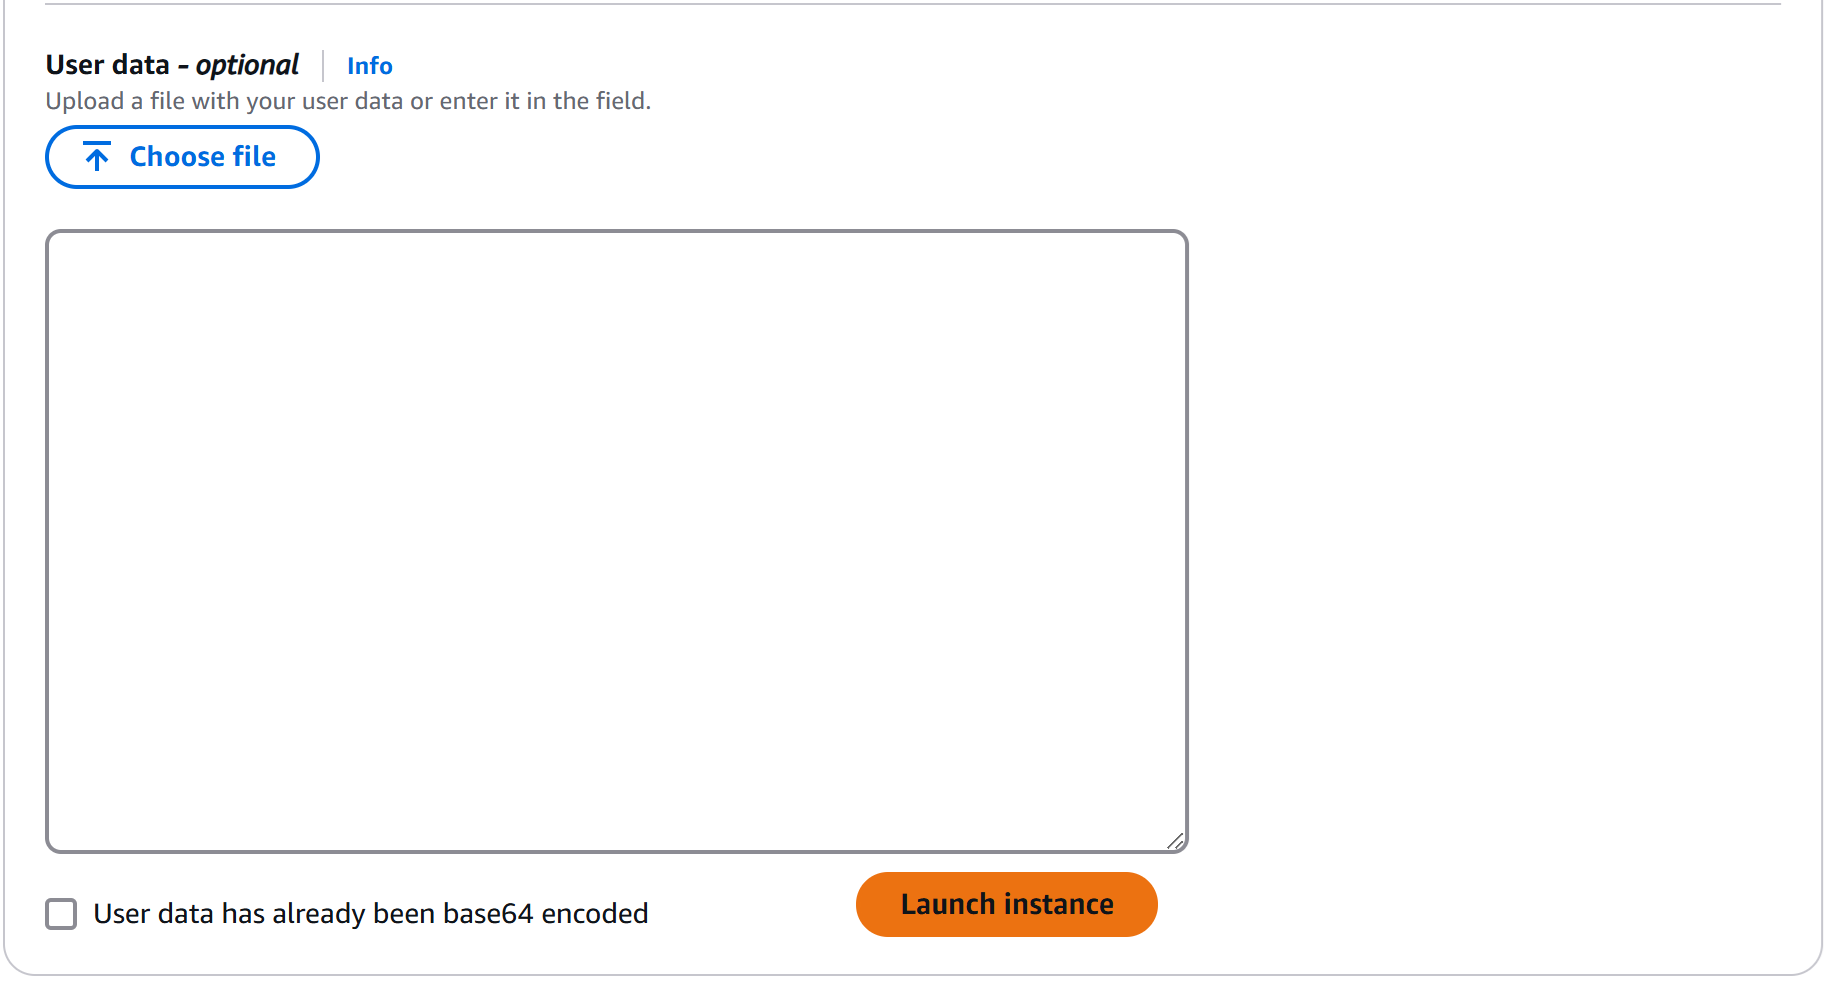 User data - optional Info
Upload a file with your user data or enter it in the field.
Choose file
User data has already been base64 encoded
Launch instance